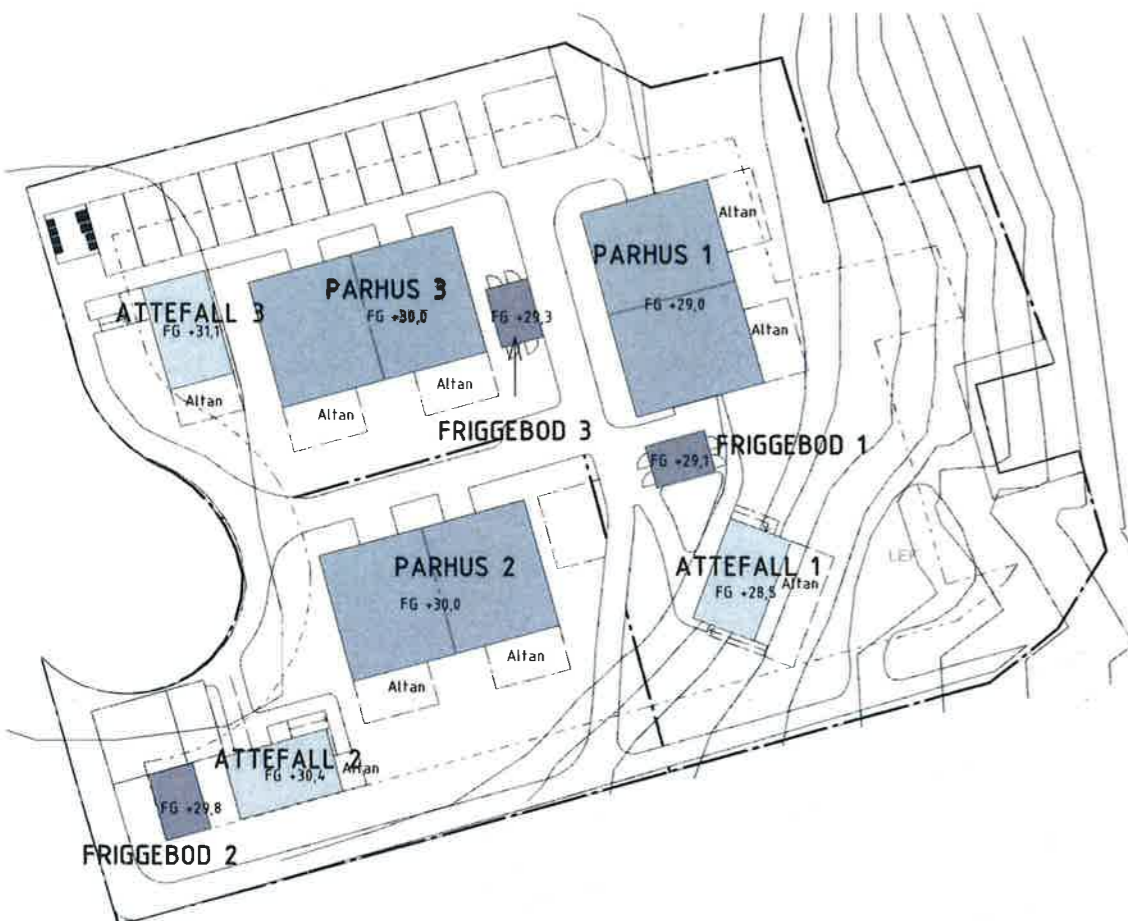 Altan
PARHUS 1
PARHUS 3
ATTEFALL 3
FG +29,0
FG +30,0
FG +29,3
FG +31,1
Altan
Altan
Altan
Altan
FRIGGEBOD 3
FRIGGEBOD 1
FG +29,1
PARHUS 2
ATTEFALL 1
LEK
Altan
FG +28,5
FG +30,0
Altan
Altan
ATTEFALL 2
Altan
FG +30,4
FG +29,8
FRIGGEBOD 2